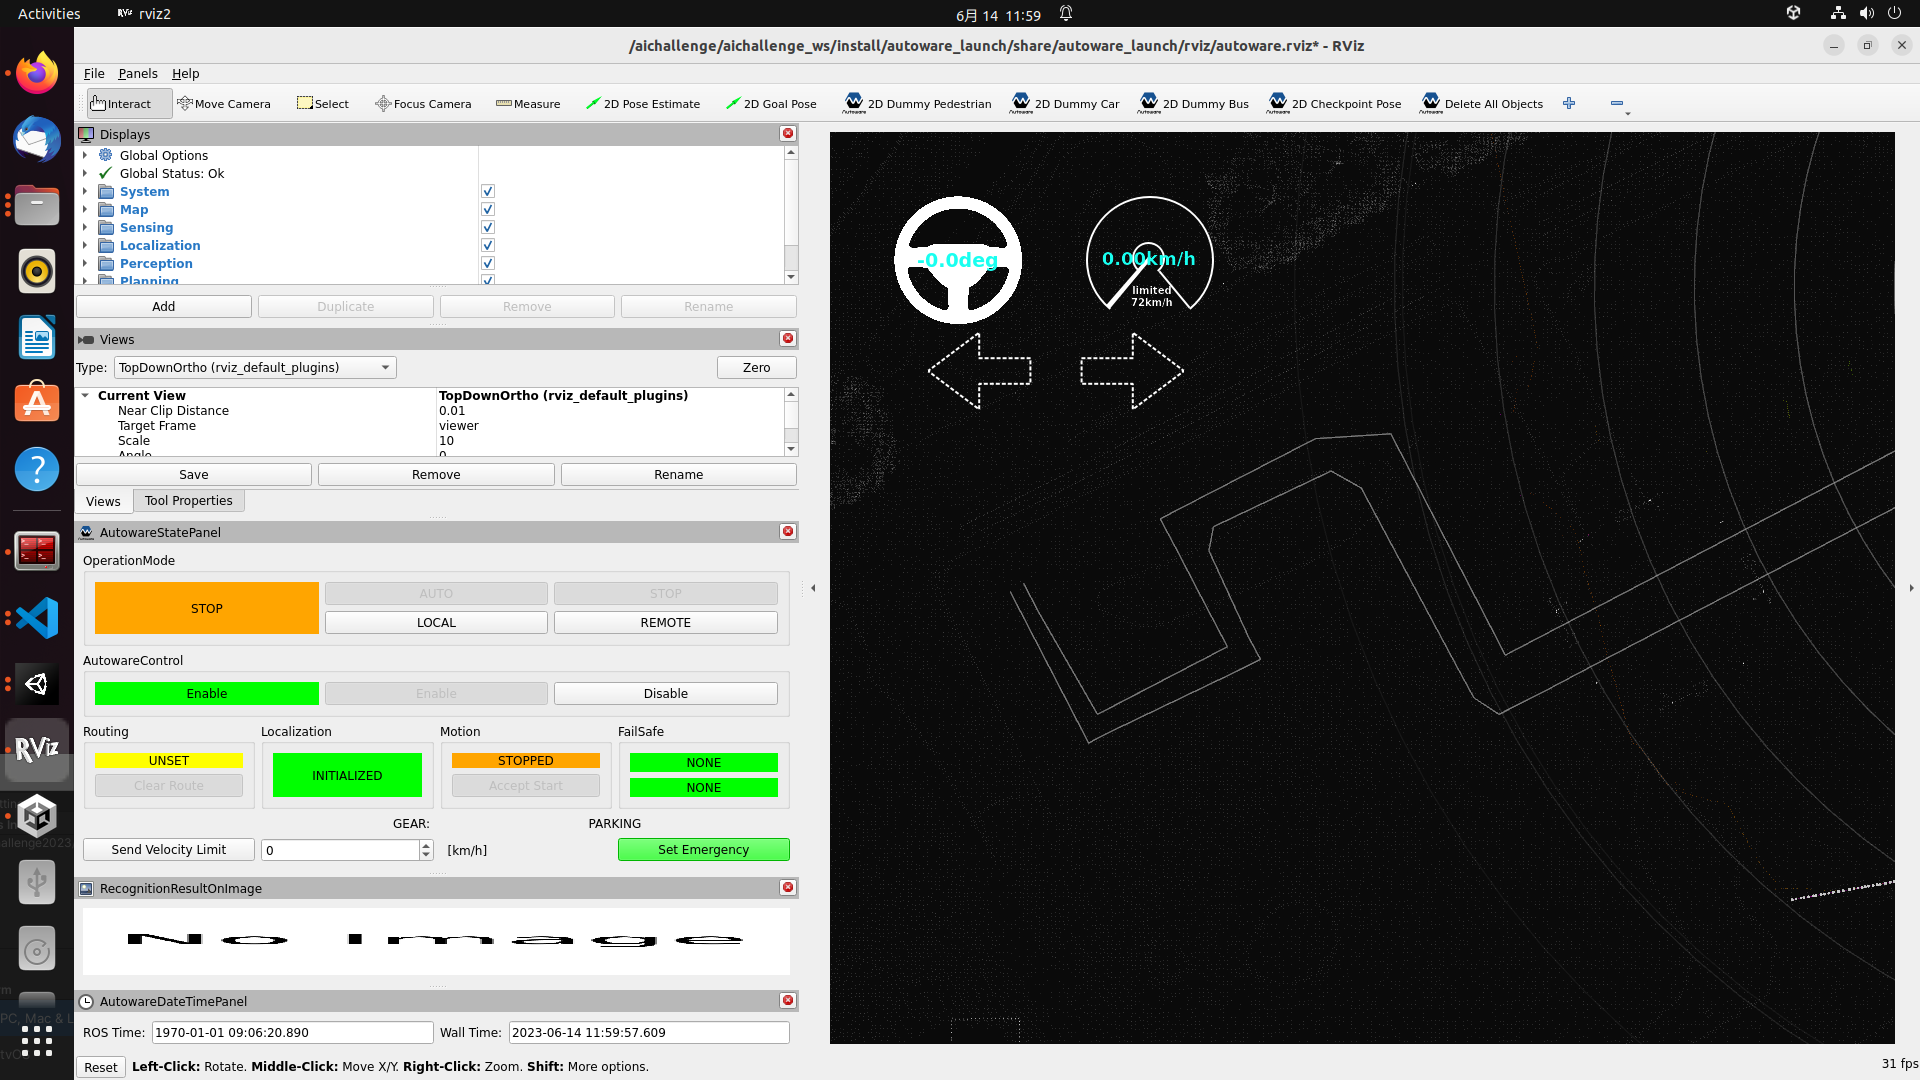 Activities
rviz2
6月 14 11:59
/aichallenge/aichallenge_ws/install/autoware_launch/share/autoware_launch/rviz/autoware.rviz* - RViz
File Panels Help
Interact Move Camera Select Focus Camera Measure 2D Pose Estimate 2D Goal Pose 2D Dummy Pedestrian 2D Dummy Car 2D Dummy Bus 2D Checkpoint Pose Delete All Objects
Displays
Global Options
Global Status: Ok
System
Map
Sensing
Localization
Perception
Planning
Add Duplicate Remove Rename
Views
Type: TopDownOrtho (rviz_default_plugins) Zero
Current View TopDownOrtho (rviz_default_plugins)
Near Clip Distance 0.01
Target Frame viewer
Scale 10
Angle 0
Save Remove Rename
Views Tool Properties
AutowareStatePanel
OperationMode
STOP AUTO STOP
LOCAL REMOTE
AutowareControl
Enable Enable Disable
Routing Localization Motion FailSafe
UNSET INITIALIZED STOPPED NONE
Clear Route Accept Start NONE
GEAR: PARKING
Send Velocity Limit 0 [km/h] Set Emergency
RecognitionResultOnImage
No Image
AutowareDateTimePanel
ROS Time: 1970-01-01 09:06:20.890 Wall Time: 2023-06-14 11:59:57.609
Reset Left-Click: Rotate. Middle-Click: Move X/Y. Right-Click: Zoom. Shift: More options.
31 fps
-0.0deg
0.00km/h
limited
72km/h
RViz
allenge2023
PC, Mac & L